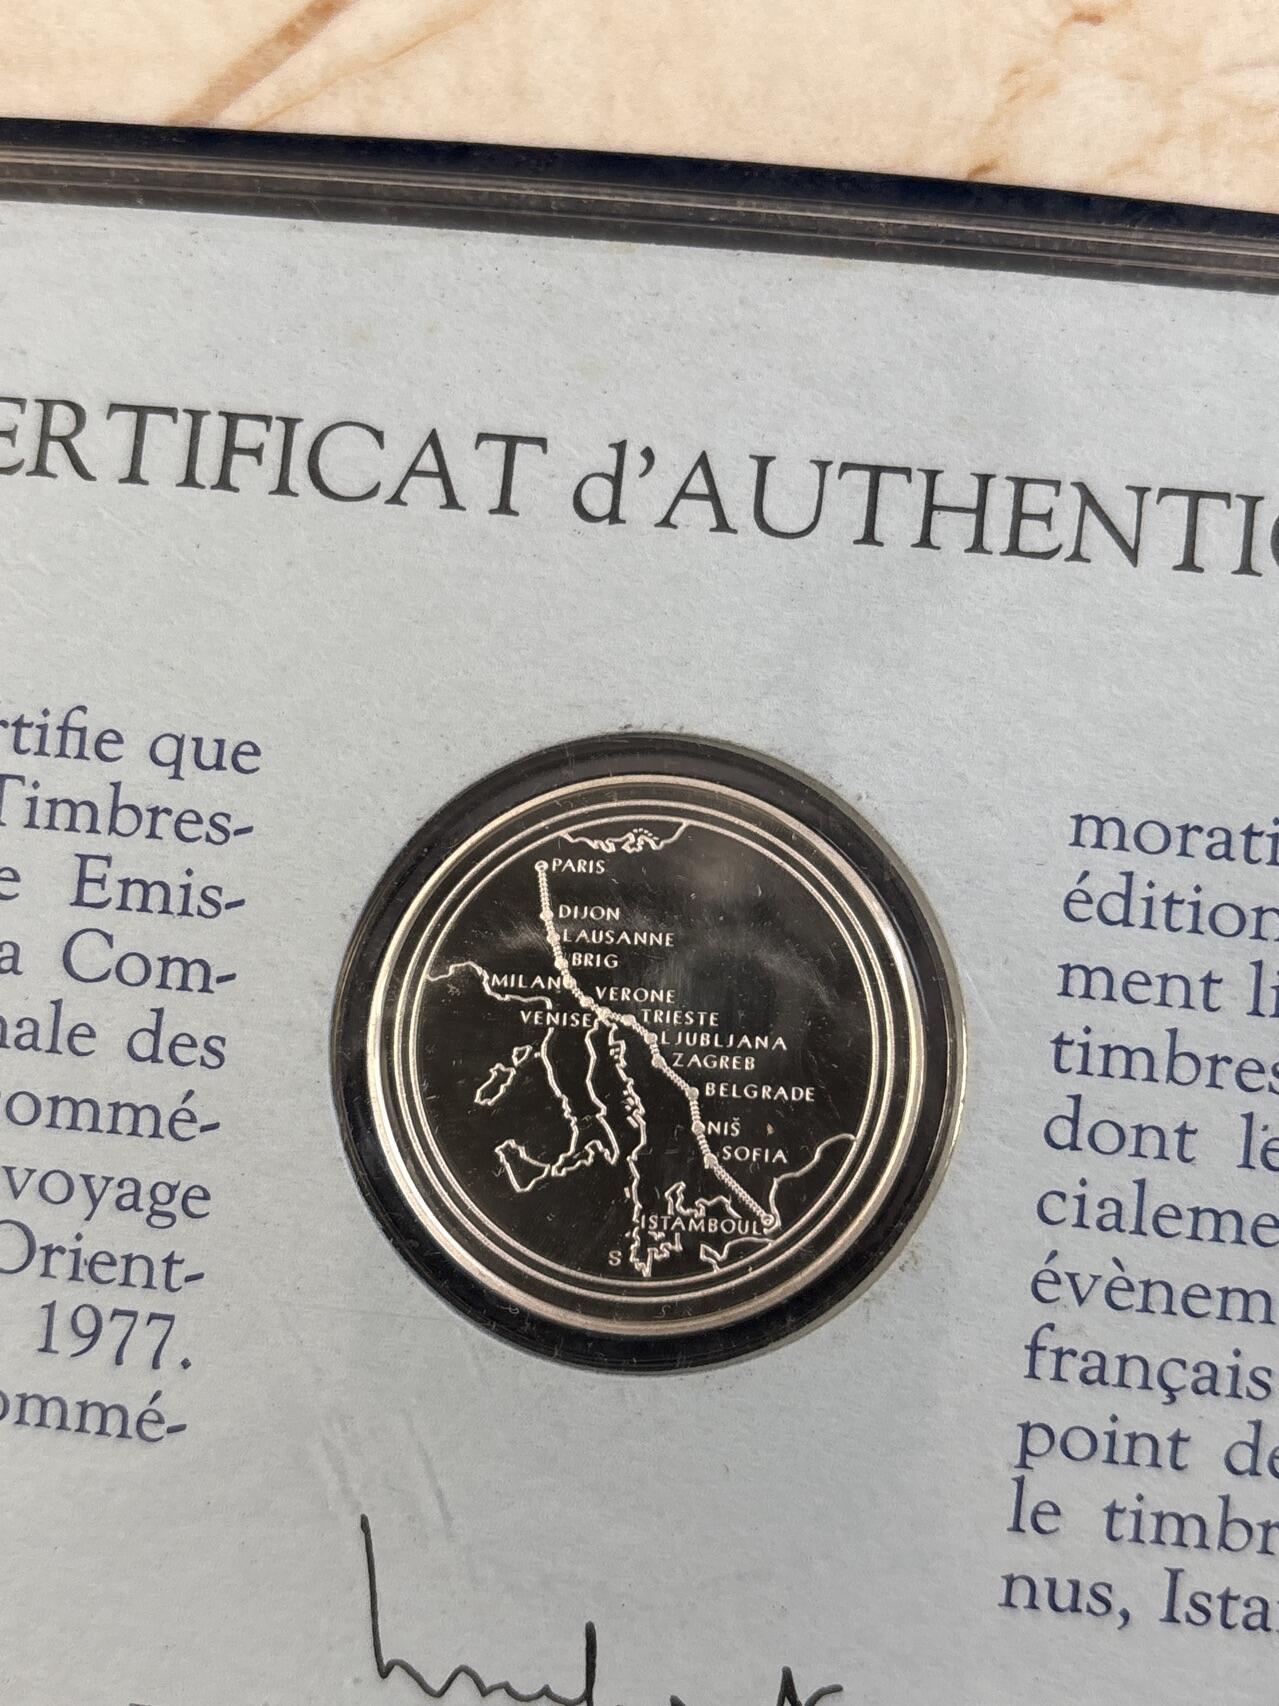 ERTIFICAT d'AUTHENTI
rtifie que
Timbres-
e Emis-
a Com-
nale des
ommé-
voyage
Orient-
1977.
ommé-
PARIS
DIJON
LAUSANNE
BRIG
MILAN
VERONE
VENISE
TRIESTE
LJUBLJANA
ZAGREB
BELGRADE
NIŠ
SOFIA
ISTAMBOUL
S
morati
édition
ment li
timbres
dont l'é
cialeme
évènem
français
point de
le timbr
nus, Ista